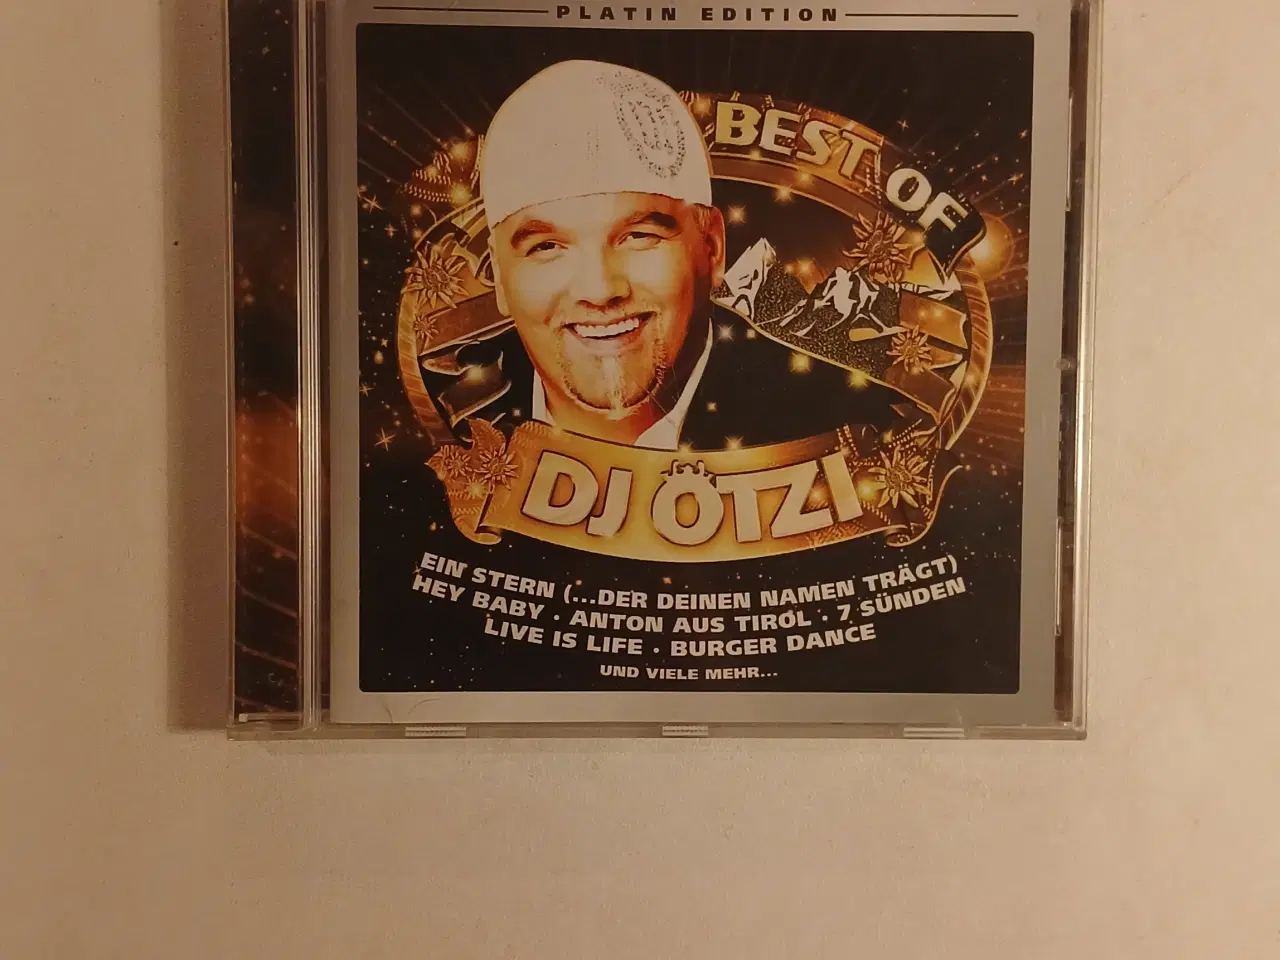 PLATIN EDITION
BEST OF
DJ ÖTZI
EIN STERN (...DER DEINEN NAMEN TRÄGT)
HEY BABY · ANTON AUS TIROL · 7 SÜNDEN
LIVE IS LIFE · BURGER DANCE
UND VIELE MEHR...